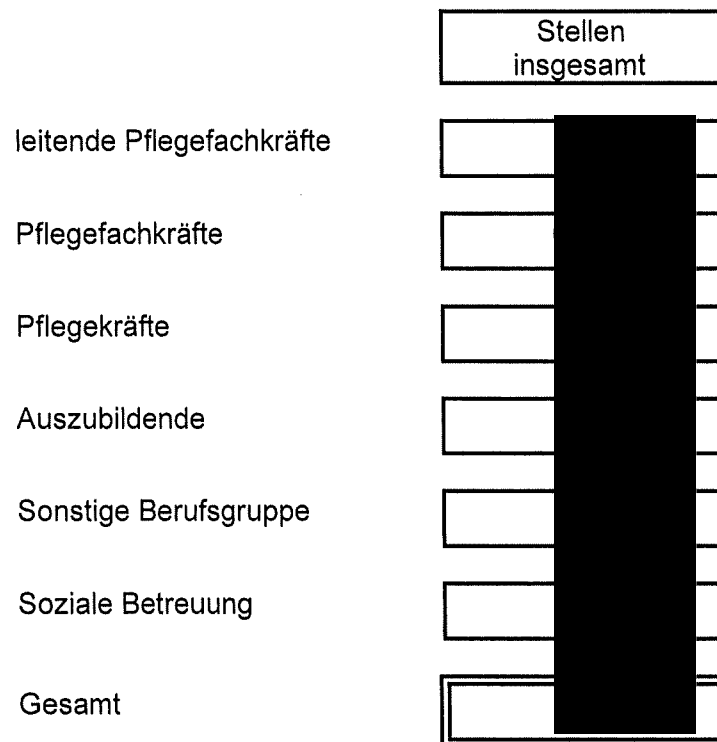 Stellen
insgesamt
leitende Pflegefachkräfte
Pflegefachkräfte
Pflegekräfte
Auszubildende
Sonstige Berufsgruppe
Soziale Betreuung
Gesamt